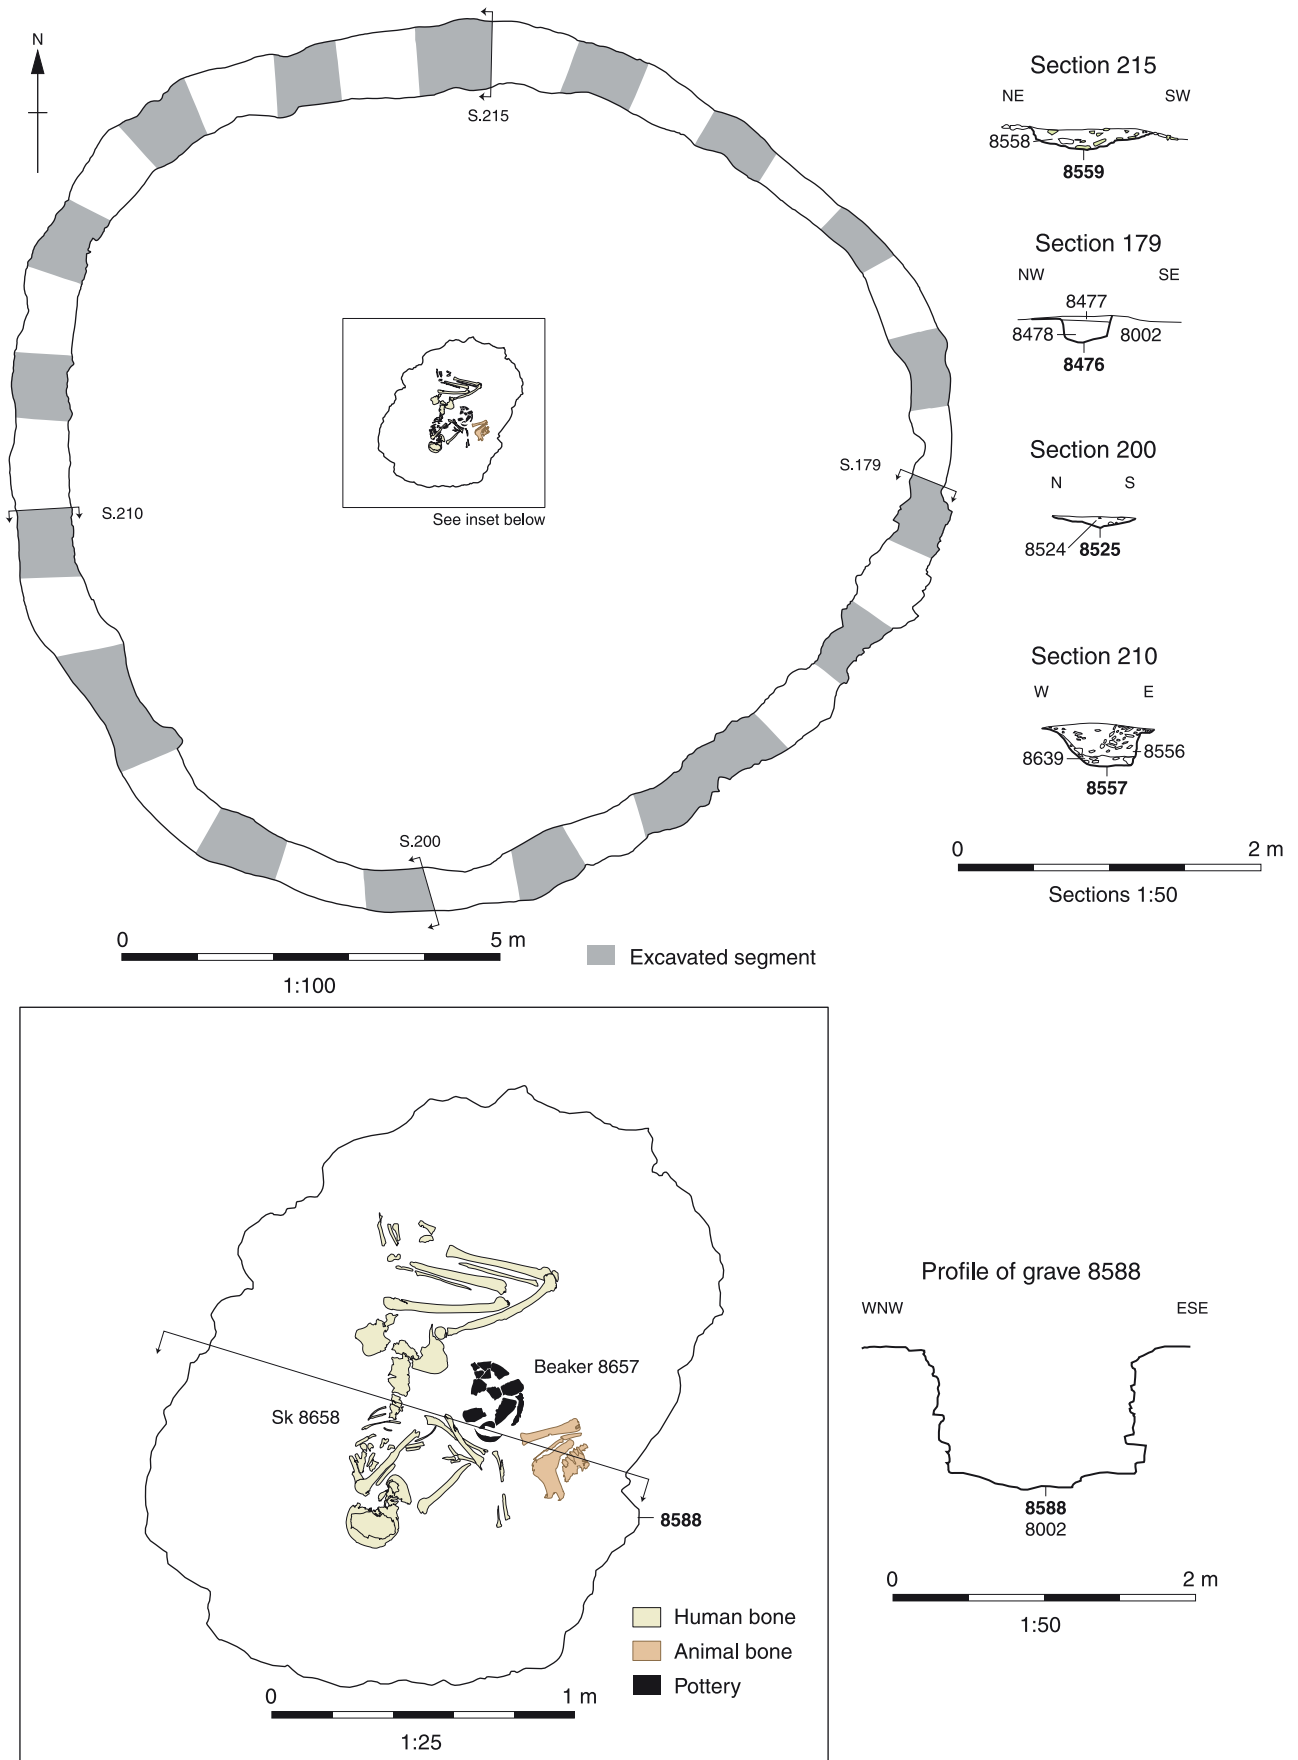 N
S.215
S.179
S.210
See inset below
S.200
0 5 m
1:100
Excavated segment
Section 215
NE SW
8558
8559
Section 179
NW SE
8477
8478 8002
8476
Section 200
N S
8524 8525
Section 210
W E
8639 8556
8557
0 2 m
Sections 1:50
Beaker 8657
Sk 8658
8588
Human bone
Animal bone
Pottery
0 1 m
1:25
Profile of grave 8588
WNW ESE
8588
8002
0 2 m
1:50